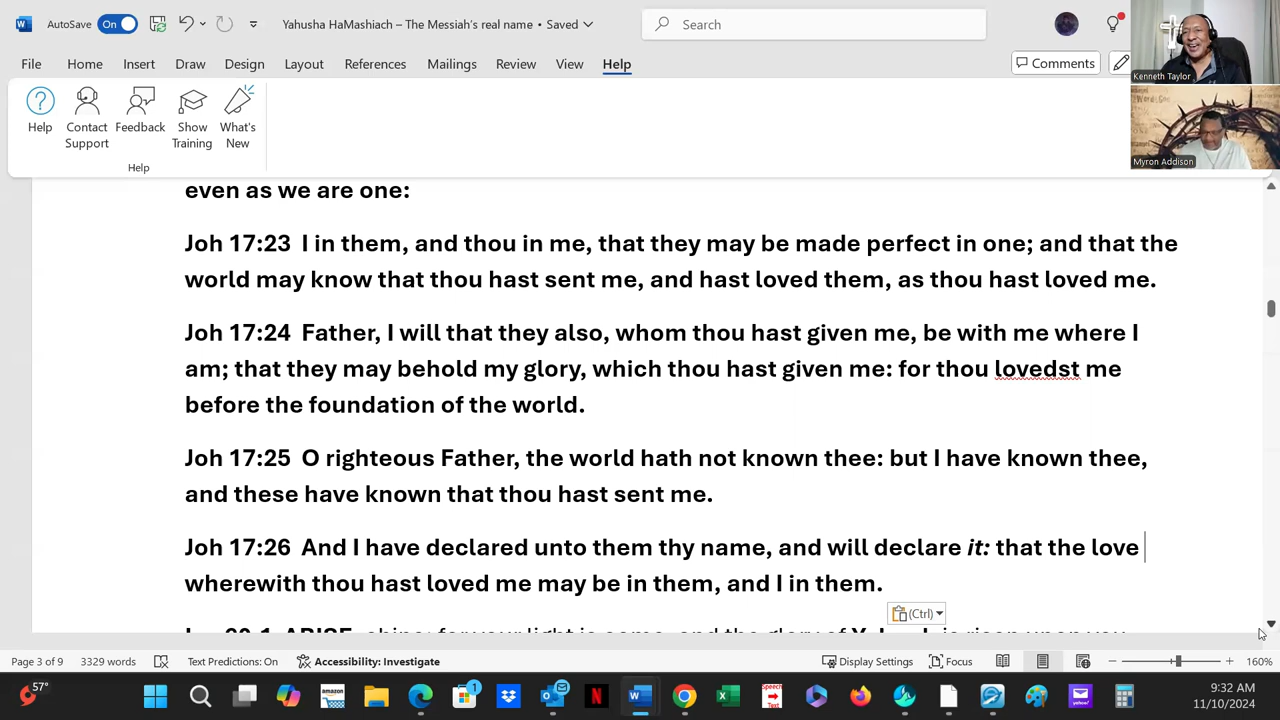 AutoSave On Yahusha HaMashiach – The Messiah's real name • Saved Search
File Home Insert Draw Design Layout References Mailings Review View Help Comments
Kenneth Taylor
Help Contact Support Feedback Show Training What's New
Help
Myron Addison
even as we are one:
Joh 17:23 I in them, and thou in me, that they may be made perfect in one; and that the
world may know that thou hast sent me, and hast loved them, as thou hast loved me.
Joh 17:24 Father, I will that they also, whom thou hast given me, be with me where I
am; that they may behold my glory, which thou hast given me: for thou lovedst me
before the foundation of the world.
Joh 17:25 O righteous Father, the world hath not known thee: but I have known thee,
and these have known that thou hast sent me.
Joh 17:26 And I have declared unto them thy name, and will declare it: that the love
wherewith thou hast loved me may be in them, and I in them.
(Ctrl)
Page 3 of 9 3329 words Text Predictions: On Accessibility: Investigate Display Settings Focus 160%
57° amazon Speech to Text yahoo! 9:32 AM
11/10/2024